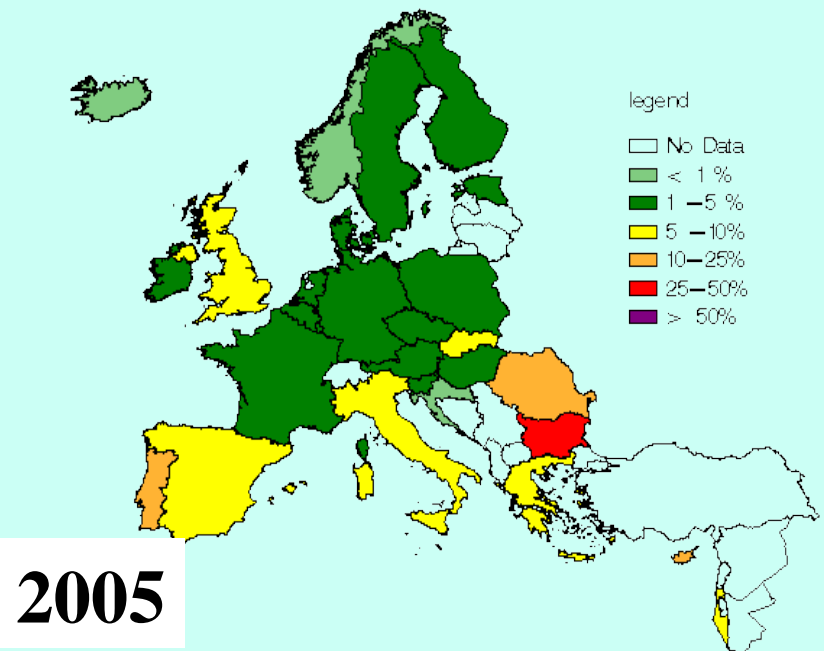 legend
No Data
< 1 %
1 –5 %
5 –10%
10–25%
25–50%
> 50%
2005